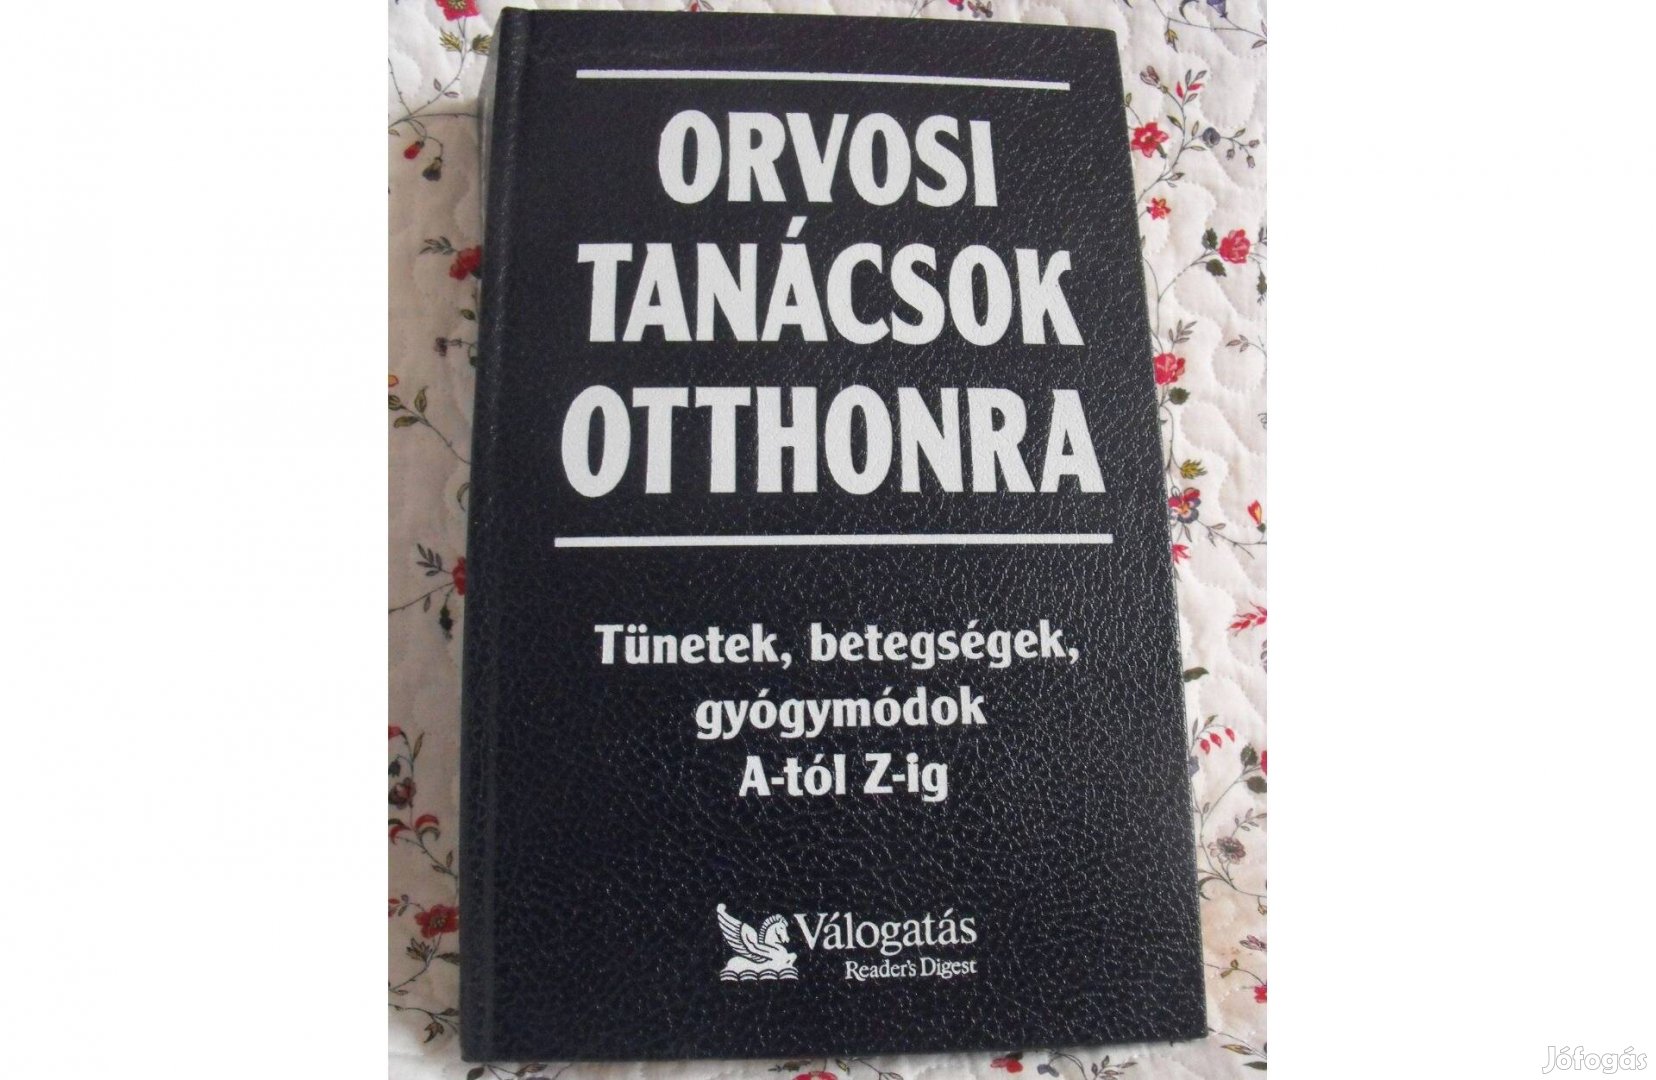 ORVOSI
TANÁCSOK
OTTHONRA
Tünetek, betegségek,
gyógymódok
A-tól Z-ig
Válogatás
Reader's Digest
Jófogás